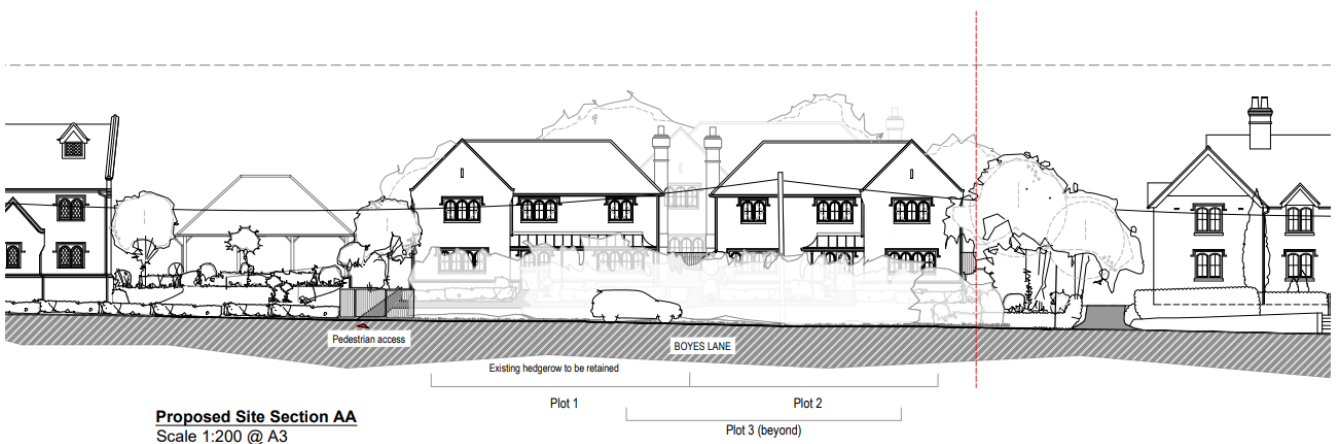 Pedestrian access
BOYES LANE
Existing hedgerow to be retained
Plot 1
Plot 2
Plot 3 (beyond)
Proposed Site Section AA
Scale 1:200 @ A3